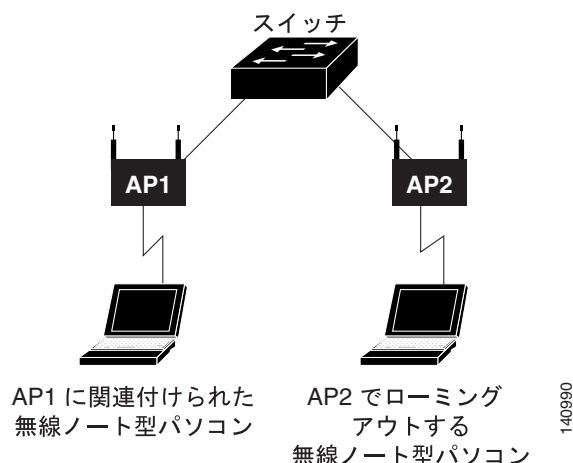 スイッチ
AP1
AP2
AP1 に関連付けられた
無線ノート型パソコン
AP2 でローミング
アウトする
無線ノート型パソコン
140990